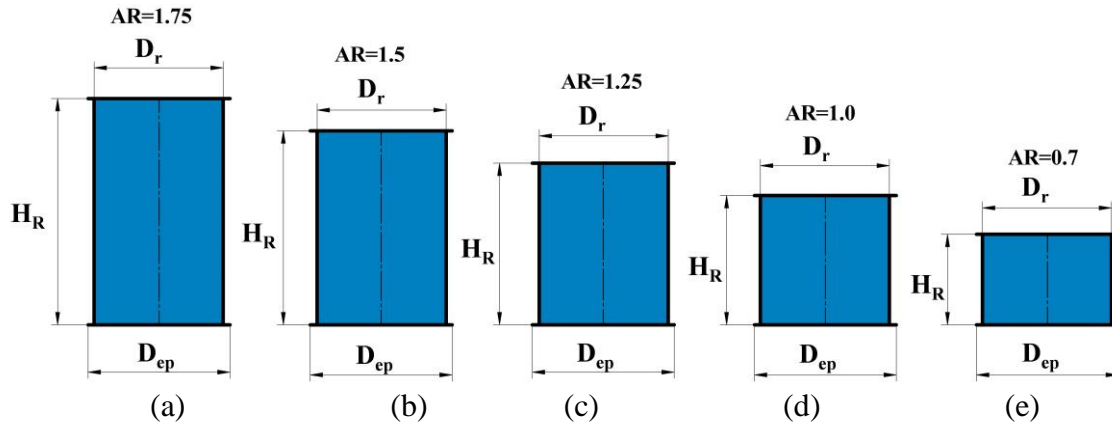 AR=1.75
D_r
H_R
D_ep
(a)
AR=1.5
D_r
H_R
D_ep
(b)
AR=1.25
D_r
H_R
D_ep
(c)
AR=1.0
D_r
H_R
D_ep
(d)
AR=0.7
D_r
H_R
D_ep
(e)